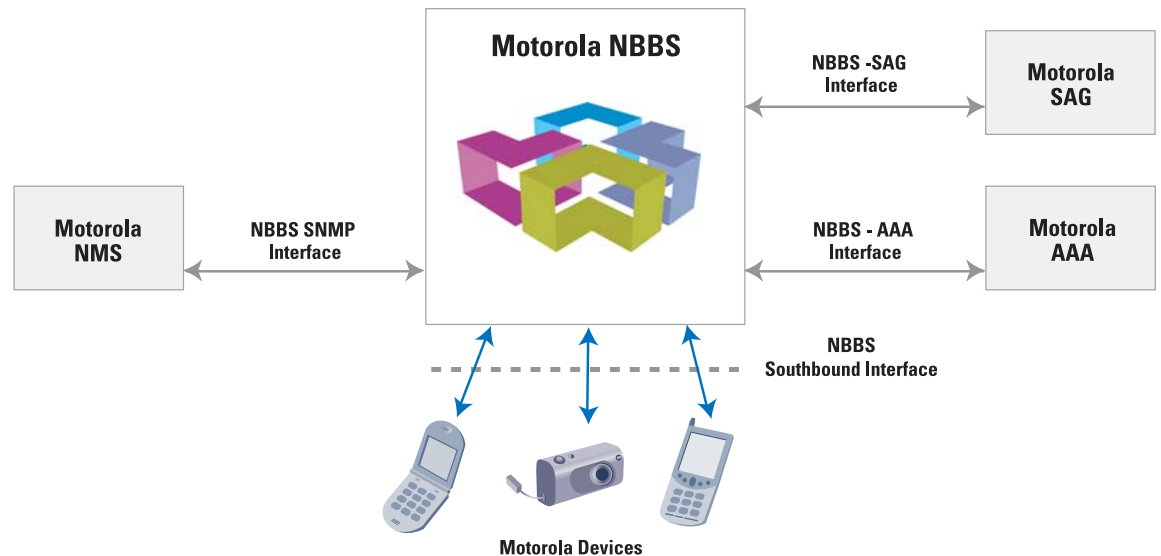 Motorola NBBS
NBBS -SAG
Interface
Motorola
SAG
Motorola
NMS
NBBS SNMP
Interface
NBBS - AAA
Interface
Motorola
AAA
NBBS
Southbound Interface
Motorola Devices